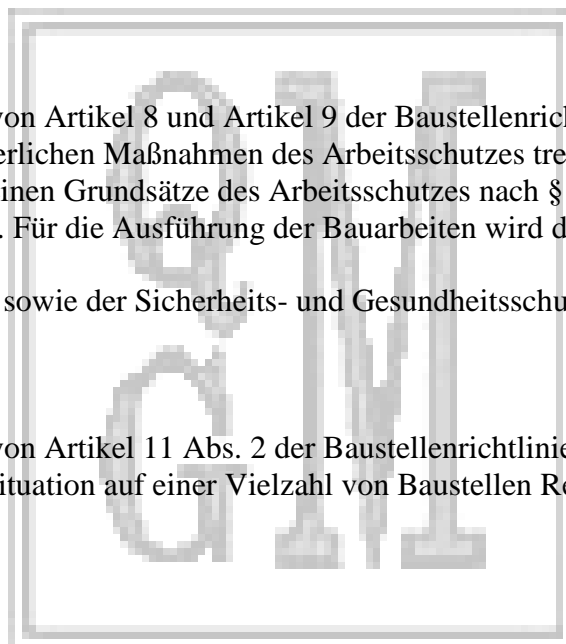 von Artikel 8 und Artikel 9 der Baustellenrich
erlichen Maßnahmen des Arbeitsschutzes tre
inen Grundsätze des Arbeitsschutzes nach §
. Für die Ausführung der Bauarbeiten wird d
sowie der Sicherheits- und Gesundheitsschu
von Artikel 11 Abs. 2 der Baustellenrichtlinie
ituation auf einer Vielzahl von Baustellen Re
Q
G M